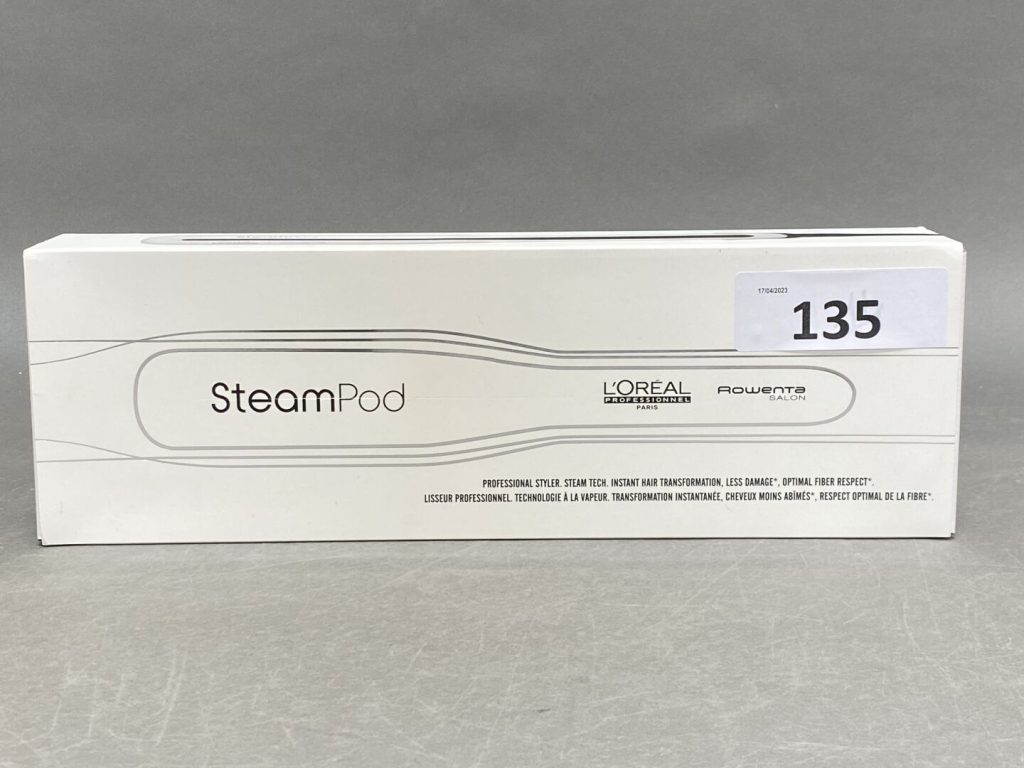 17/04/2023
135
SteamPod
L'ORÉAL
PROFESSIONNEL
PARIS
Rowenta
SALON
PROFESSIONAL STYLER. STEAM TECH. INSTANT HAIR TRANSFORMATION, LESS DAMAGE*, OPTIMAL FIBER RESPECT*.
LISSEUR PROFESSIONNEL. TECHNOLOGIE À LA VAPEUR. TRANSFORMATION INSTANTANÉE, CHEVEUX MOINS ABÎMÉS*, RESPECT OPTIMAL DE LA FIBRE*.